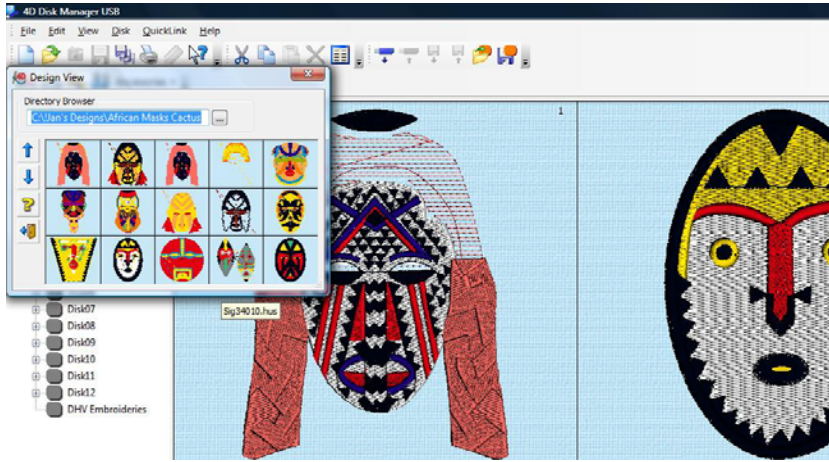 4D Disk Manager USB
File Edit View Disk QuickLink Help
Design View
Directory Browser
C:\Jan's Designs\African Masks Cactus ...
1
Sig34010.hus
Disk07
Disk08
Disk09
Disk10
Disk11
Disk12
DHV Embroideries